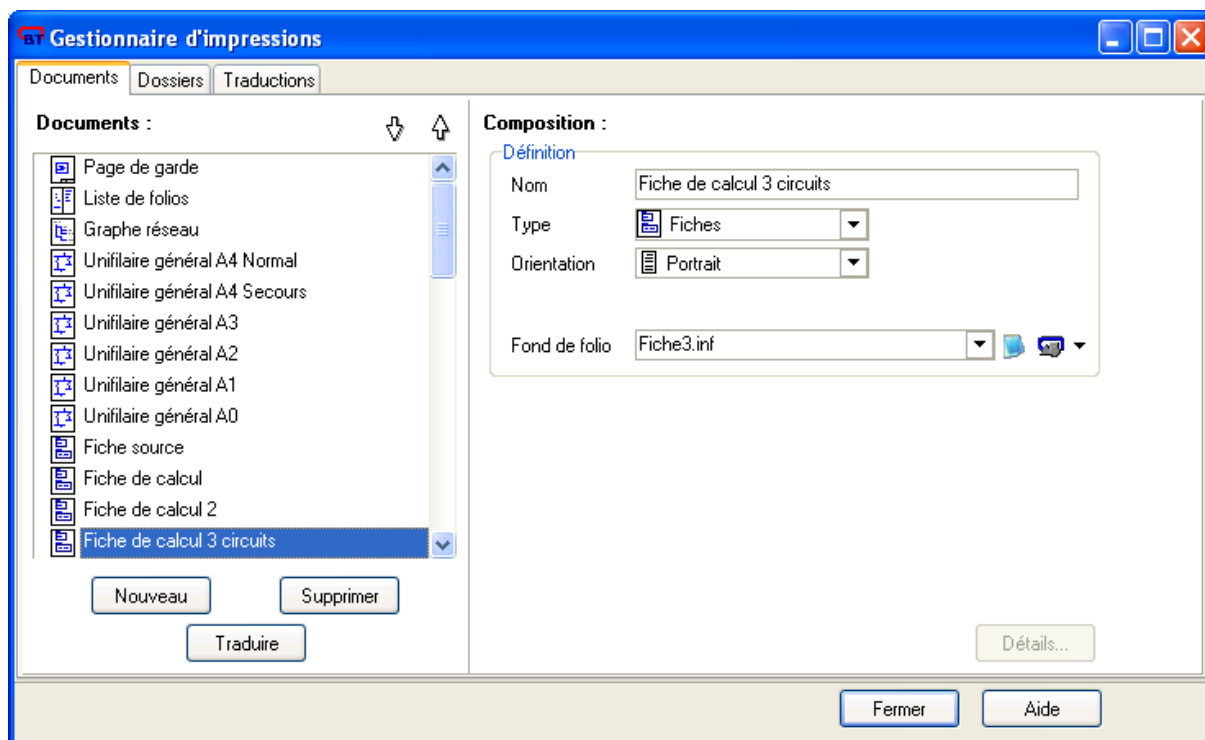 BT Gestionnaire d'impressions
Documents Dossiers Traductions
Documents :
Page de garde
Liste de folios
Graphe réseau
Unifilaire général A4 Normal
Unifilaire général A4 Secours
Unifilaire général A3
Unifilaire général A2
Unifilaire général A1
Unifilaire général A0
Fiche source
Fiche de calcul
Fiche de calcul 2
Fiche de calcul 3 circuits
Nouveau Supprimer
Traduire
Composition :
Définition
Nom Fiche de calcul 3 circuits
Type Fiches
Orientation Portrait
Fond de folio Fiche3.inf
Détails...
Fermer Aide